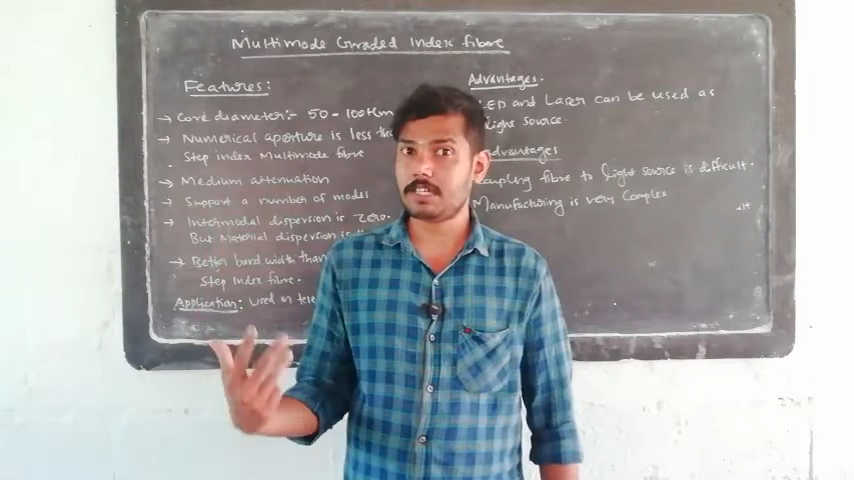 Multimode Graded Index fibre
Features:
→ Core diameter:- 50 - 100
→ Numerical aperture is less
Step index Multimode fibre
→ Medium attenuation
→ Support a number of modes
→ Intermodal dispersion is zero.
But Material dispersion is
→ Better band width than
Step Index fibre.
Application: Used in
Advantages.
LED and Laser can be used as
light source
advantages
Coupling fibre to light source is difficult.
Manufacturing is very Complex